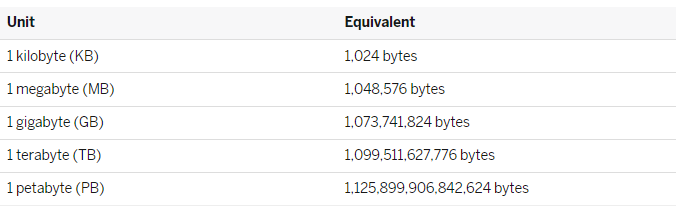 Unit Equivalent
1 kilobyte (KB) 1,024 bytes
1 megabyte (MB) 1,048,576 bytes
1 gigabyte (GB) 1,073,741,824 bytes
1 terabyte (TB) 1,099,511,627,776 bytes
1 petabyte (PB) 1,125,899,906,842,624 bytes